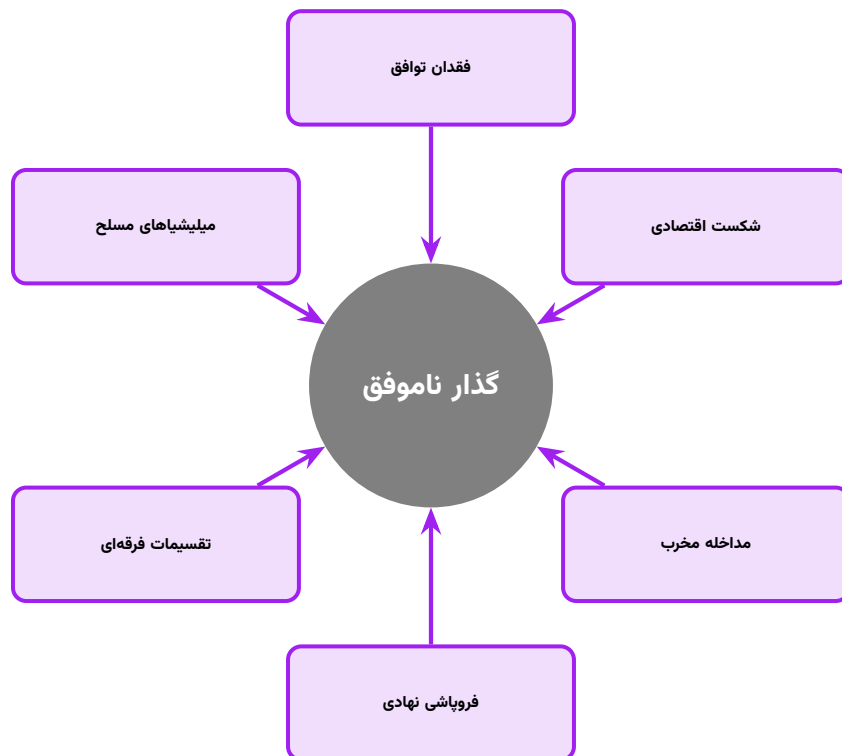 فقدان توافق
شکست اقتصادی
میلیشیاهای مسلح
گذار ناموفق
مداخله مخرب
تقسیمات فرقه‌ای
فروپاشی نهادی